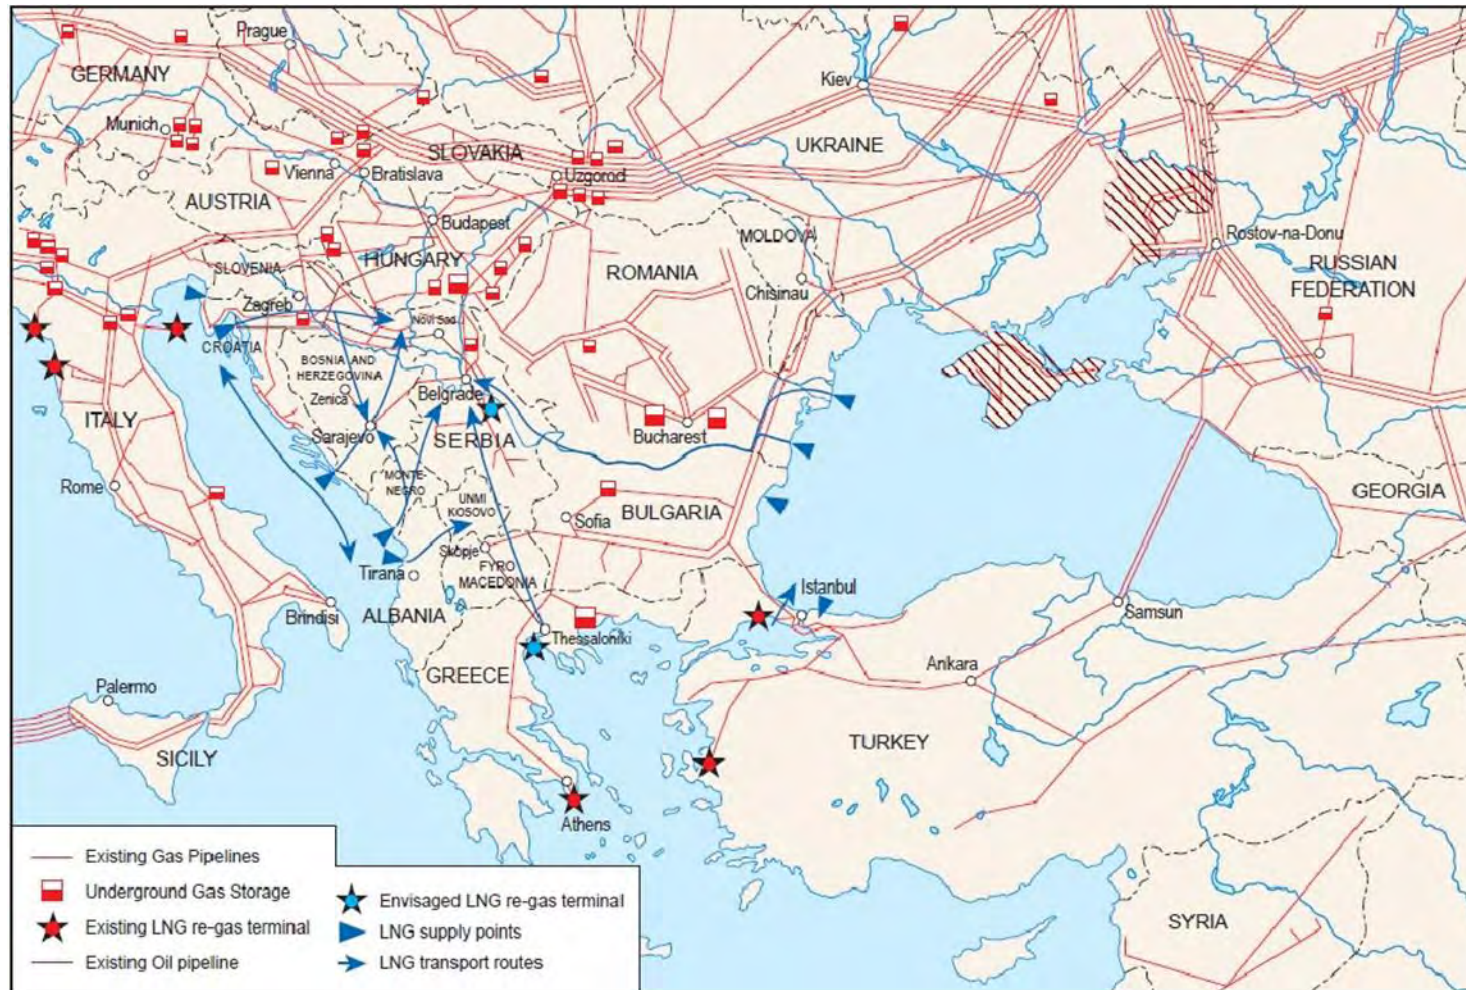 Prague
GERMANY
Kiev
Munich
SLOVAKIA
UKRAINE
Vienna
Bratislava
Uzgorod
AUSTRIA
Budapest
MOLDOVA
Rostov-na-Donu
SLOVENIA
HUNGARY
ROMANIA
RUSSIAN
FEDERATION
Chisinau
Zagreb
Novi Sad
CROATIA
BOSNIA AND
HERZEGOVINA
Zenica
Belgrade
ITALY
Sarajevo
SERBIA
Bucharest
MONTE-
NEGRO
Rome
UNMI
KOSOVO
BULGARIA
GEORGIA
Sofia
Skopje
FYRO
MACEDONIA
Tirana
Istanbul
Samsun
Brindisi
ALBANIA
Thessaloniki
Ankara
GREECE
Palermo
SICILY
TURKEY
Athens
SYRIA
Existing Gas Pipelines
Underground Gas Storage
Existing LNG re-gas terminal
Existing Oil pipeline
Envisaged LNG re-gas terminal
LNG supply points
LNG transport routes